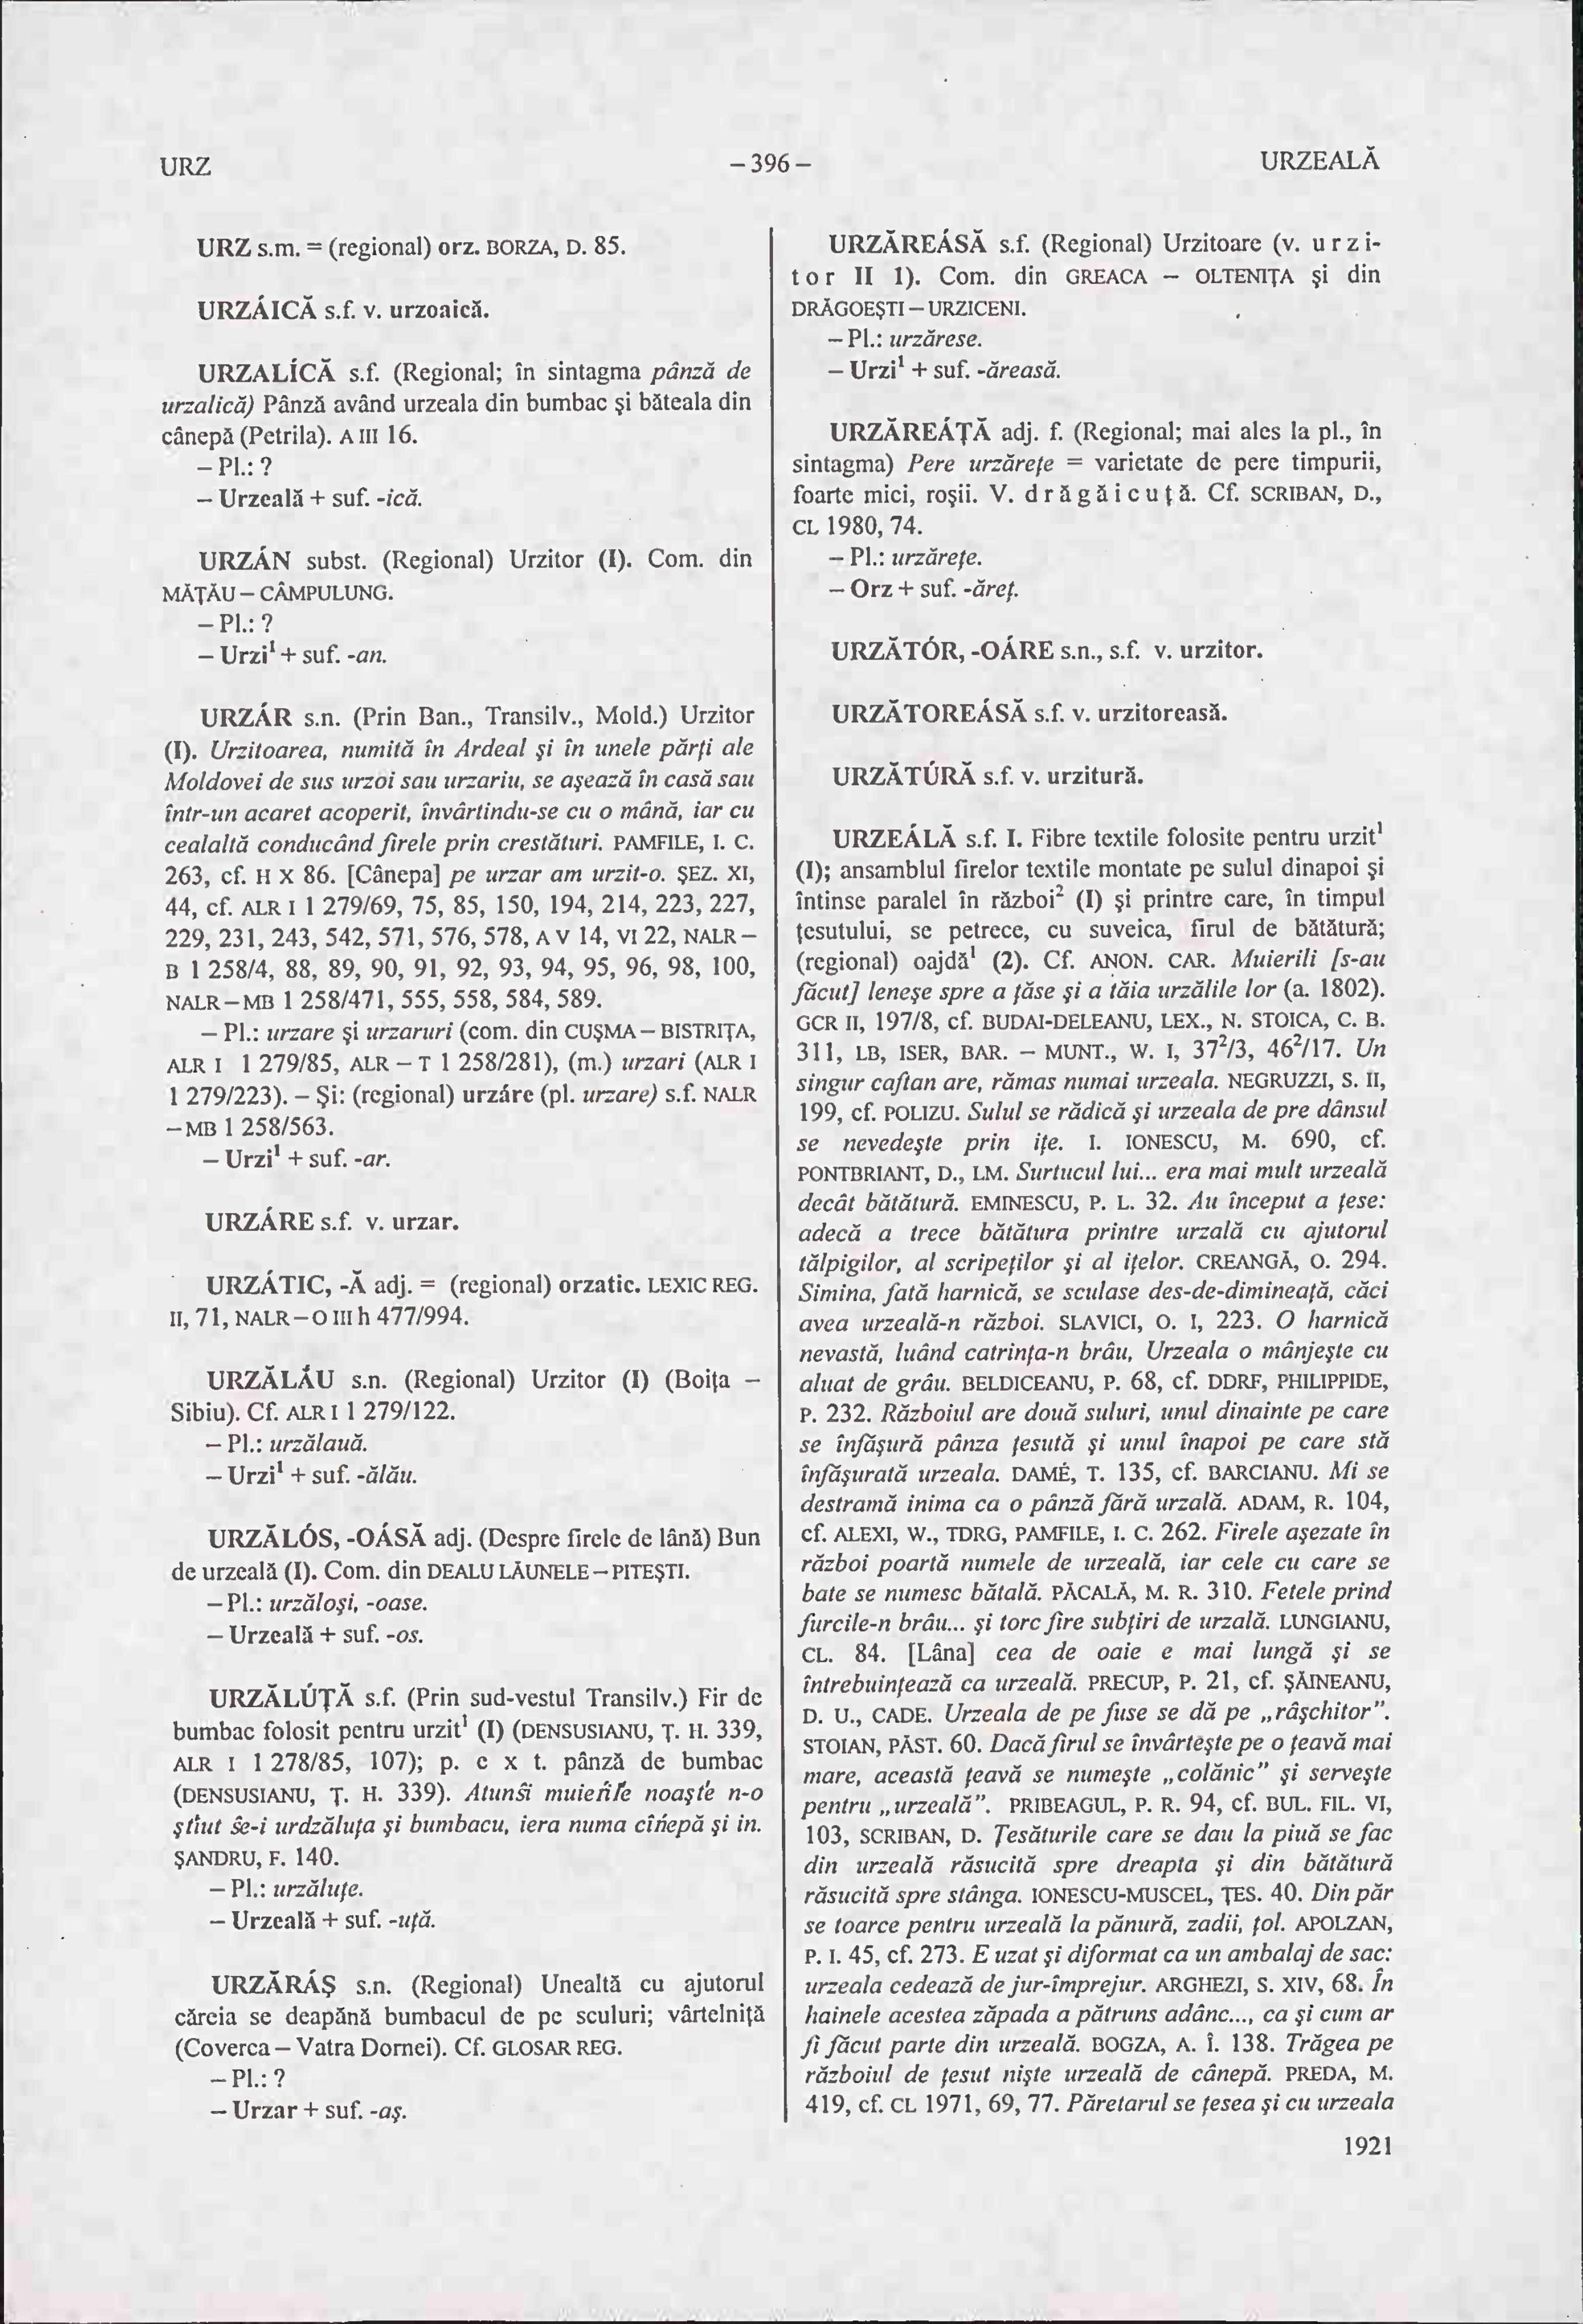 URZ
– 396 –
URZEALĂ
URZ s.m. = (regional) orz. BORZA, D. 85.
URZÁICĂ s.f. v. urzoaică.
URZALÍCĂ s.f. (Regional; în sintagma pânză de
urzalică) Pânză având urzeala din bumbac şi băteala din
cânepă (Petrila). A III 16.
– Pl.: ?
– Urzeală + suf. -ică.
URZÁN subst. (Regional) Urzitor (I). Com. din
MĂŢĂU – CÂMPULUNG.
– Pl.: ?
– Urzi¹ + suf. -an.
URZÁR s.n. (Prin Ban., Transilv., Mold.) Urzitor
(I). Urzitoarea, numită în Ardeal şi în unele părţi ale
Moldovei de sus urzoi sau urzariu, se aşează în casă sau
într-un acaret acoperit, învârtindu-se cu o mână, iar cu
cealaltă conducând firele prin crestături. PAMFILE, I. C.
263, cf. H X 86. [Cânepa] pe urzar am urzit-o. ŞEZ. XI,
44, cf. ALR I 1 279/69, 75, 85, 150, 194, 214, 223, 227,
229, 231, 243, 542, 571, 576, 578, A V 14, VI 22, NALR –
B 1 258/4, 88, 89, 90, 91, 92, 93, 94, 95, 96, 98, 100,
NALR – MB 1 258/471, 555, 558, 584, 589.
– Pl.: urzare şi urzaruri (com. din CUŞMA – BISTRIŢA,
ALR I 1 279/85, ALR – T 1 258/281), (m.) urzari (ALR I
1 279/223). – Şi: (regional) urzáre (pl. urzare) s.f. NALR
– MB 1 258/563.
– Urzi¹ + suf. -ar.
URZÁRE s.f. v. urzar.
URZÁTIC, -Ă adj. = (regional) orzatic. LEXIC REG.
II, 71, NALR – O III h 477/994.
URZĂLẮU s.n. (Regional) Urzitor (I) (Boiţa –
Sibiu). Cf. ALR I 1 279/122.
– Pl.: urzălauă.
– Urzi¹ + suf. -ălău.
URZĂLÓS, -OÁSĂ adj. (Despre firele de lână) Bun
de urzeală (I). Com. din DEALU LĂUNELE – PITEŞTI.
– Pl.: urzăloşi, -oase.
– Urzeală + suf. -os.
URZĂLÚŢĂ s.f. (Prin sud-vestul Transilv.) Fir de
bumbac folosit pentru urzit¹ (I) (DENSUSIANU, Ţ. H. 339,
ALR I 1 278/85, 107); p. e x t. pânză de bumbac
(DENSUSIANU, Ţ. H. 339). Atunśi muieńiľe noaşťe n-o
şťiut śe-i urdzăluţa şi bumbacu, iera numa cîńepă şi in.
ŞANDRU, F. 140.
– Pl.: urzăluţe.
– Urzeală + suf. -uţă.
URZĂRÁŞ s.n. (Regional) Unealtă cu ajutorul
căreia se deapănă bumbacul de pe sculuri; vârtelniţă
(Coverca – Vatra Dornei). Cf. GLOSAR REG.
– Pl.: ?
– Urzar + suf. -aş.
URZĂREÁSĂ s.f. (Regional) Urzitoare (v. u r z i-
t o r II 1). Com. din GREACA – OLTENIŢA şi din
DRĂGOEŞTI – URZICENI.
– Pl.: urzărese.
– Urzi¹ + suf. -ăreasă.
URZĂREÁŢĂ adj. f. (Regional; mai ales la pl., în
sintagma) Pere urzăreţe = varietate de pere timpurii,
foarte mici, roşii. V. d r ă g ă i c u ţ ă. Cf. SCRIBAN, D.,
CL 1980, 74.
– Pl.: urzăreţe.
– Orz + suf. -ăreţ.
URZĂTÓR, -OÁRE s.n., s.f. v. urzitor.
URZĂTOREÁSĂ s.f. v. urzitoreasă.
URZĂTÚRĂ s.f. v. urzitură.
URZEÁLĂ s.f. I. Fibre textile folosite pentru urzit¹
(I); ansamblul firelor textile montate pe sulul dinapoi şi
întinse paralel în război² (I) şi printre care, în timpul
ţesutului, se petrece, cu suveica, firul de bătătură;
(regional) oajdă¹ (2). Cf. ANON. CAR. Muierili [s-au
făcut] leneşe spre a ţăse şi a tăia urzălile lor (a. 1802).
GCR II, 197/8, cf. BUDAI-DELEANU, LEX., N. STOICA, C. B.
311, LB, ISER, BAR. – MUNT., W. I, 37²/3, 46²/17. Un
singur caftan are, rămas numai urzeala. NEGRUZZI, S. II,
199, cf. POLIZU. Sulul se rădică şi urzeala de pre dânsul
se nevedeşte prin iţe. I. IONESCU, M. 690, cf.
PONTBRIANT, D., LM. Surtucul lui... era mai mult urzeală
decât bătătură. EMINESCU, P. L. 32. Au început a ţese:
adecă a trece bătătura printre urzală cu ajutorul
tălpigilor, al scripeţilor şi al iţelor. CREANGĂ, O. 294.
Simina, fată harnică, se sculase des-de-dimineaţă, căci
avea urzeală-n război. SLAVICI, O. I, 223. O harnică
nevastă, luând catrinţa-n brâu, Urzeala o mânjeşte cu
aluat de grâu. BELDICEANU, P. 68, cf. DDRF, PHILIPPIDE,
P. 232. Războiul are două suluri, unul dinainte pe care
se înfăşură pânza ţesută şi unul înapoi pe care stă
înfăşurată urzeala. DAMÉ, T. 135, cf. BARCIANU. Mi se
destramă inima ca o pânză fără urzală. ADAM, R. 104,
cf. ALEXI, W., TDRG, PAMFILE, I. C. 262. Firele aşezate în
război poartă numele de urzeală, iar cele cu care se
bate se numesc bătală. PĂCALĂ, M. R. 310. Fetele prind
furcile-n brâu... şi torc fire subţiri de urzală. LUNGIANU,
CL. 84. [Lâna] cea de oaie e mai lungă şi se
întrebuinţează ca urzeală. PRECUP, P. 21, cf. ŞĂINEANU,
D. U., CADE. Urzeala de pe fuse se dă pe „râşchitor”.
STOIAN, PĂST. 60. Dacă firul se învârteşte pe o ţeavă mai
mare, această ţeavă se numeşte „colănic” şi serveşte
pentru „urzeală”. PRIBEAGUL, P. R. 94, cf. BUL. FIL. VI,
103, SCRIBAN, D. Ţesăturile care se dau la piuă se fac
din urzeală răsucită spre dreapta şi din bătătură
răsucită spre stânga. IONESCU-MUSCEL, ŢES. 40. Din păr
se toarce pentru urzeală la pănură, zadii, ţol. APOLZAN,
P. I. 45, cf. 273. E uzat şi diformat ca un ambalaj de sac:
urzeala cedează de jur-împrejur. ARGHEZI, S. XIV, 68. În
hainele acestea zăpada a pătruns adânc..., ca şi cum ar
fi făcut parte din urzeală. BOGZA, A. Î. 138. Trăgea pe
războiul de ţesut nişte urzeală de cânepă. PREDA, M.
419, cf. CL 1971, 69, 77. Păretarul se ţesea şi cu urzeala
1921